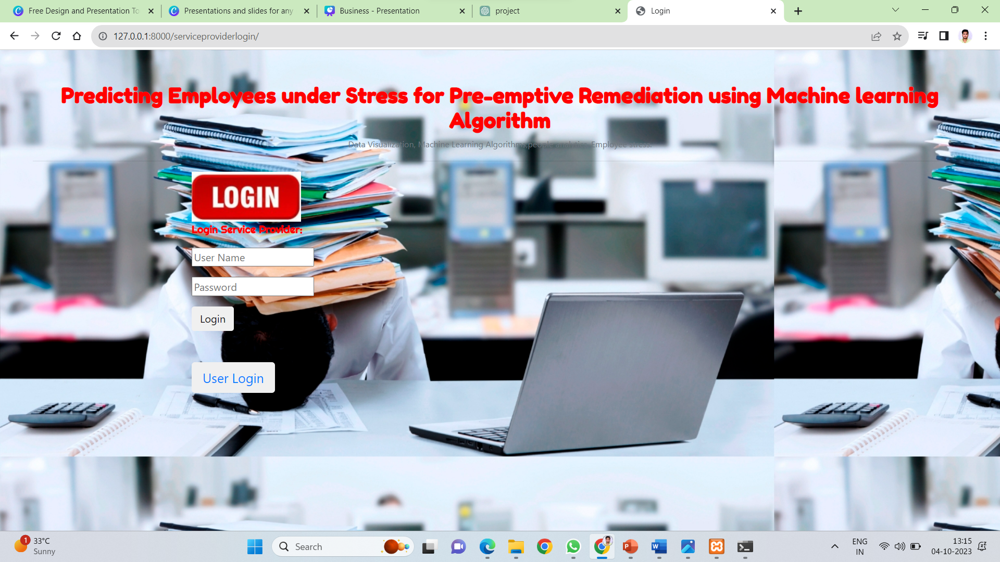 Free Design and Presentation To
Presentations and slides for any
Business - Presentation
project
Login
127.0.0.1:8000/serviceproviderlogin/
Predicting Employees under Stress for Pre-emptive Remediation using Machine learning
Algorithm
Data Visualization, Machine Learning Algorithms,people analytics, Employee stress.
LOGIN
Login Service Provider:
User Name
Password
Login
User Login
1
33°C
Sunny
Search
ENG
IN
13:15
04-10-2023